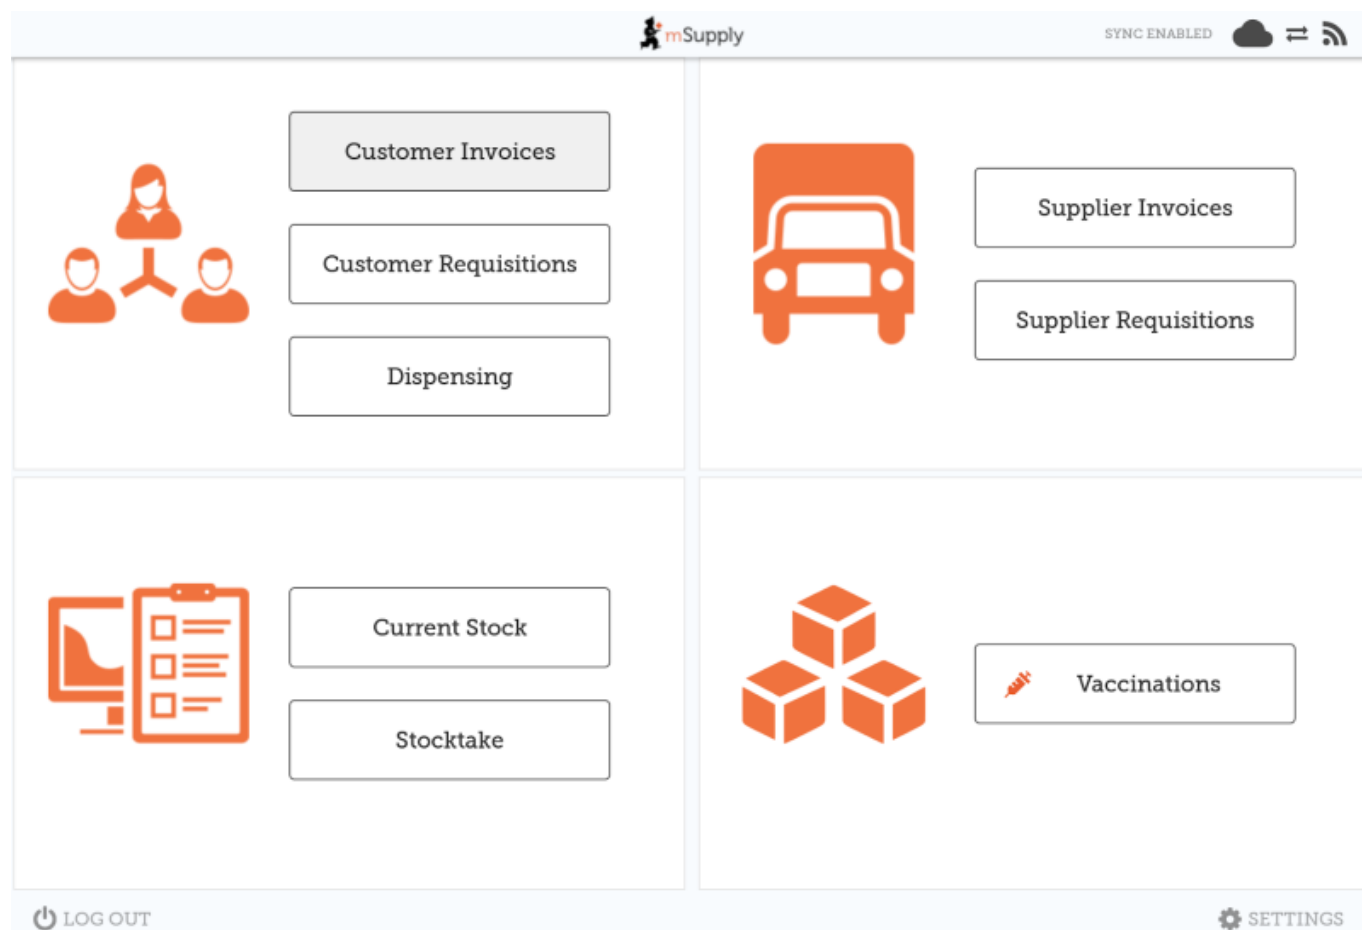 mSupply
SYNC ENABLED
Customer Invoices
Customer Requisitions
Dispensing
Supplier Invoices
Supplier Requisitions
Current Stock
Stocktake
Vaccinations
LOG OUT
SETTINGS